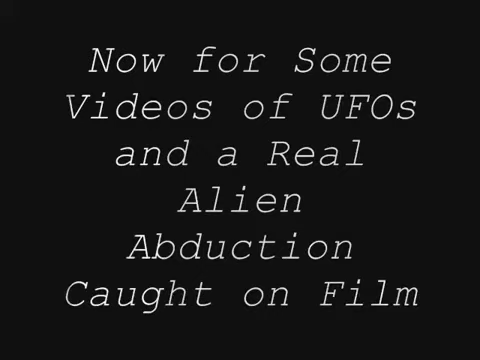 Now for Some
Videos of UFOs
and a Real
Alien
Abduction
Caught on Film